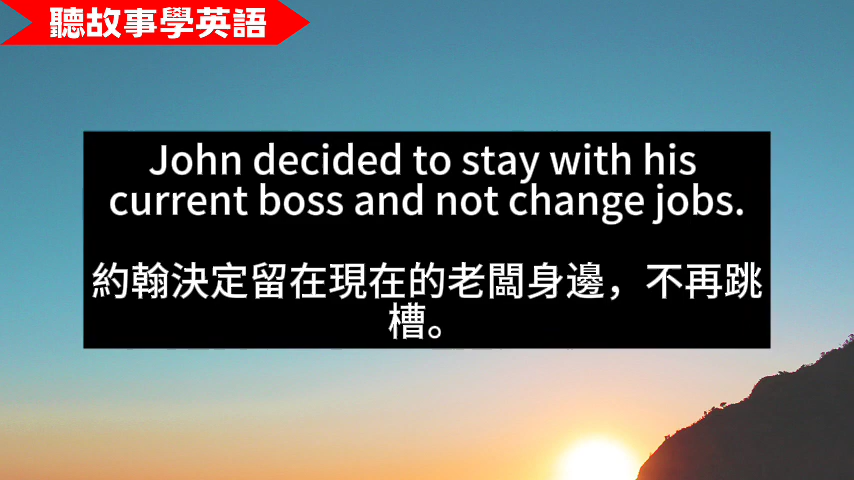 聽故事學英語
John decided to stay with his
current boss and not change jobs.
約翰決定留在現在的老闆身邊，不再跳
槽。